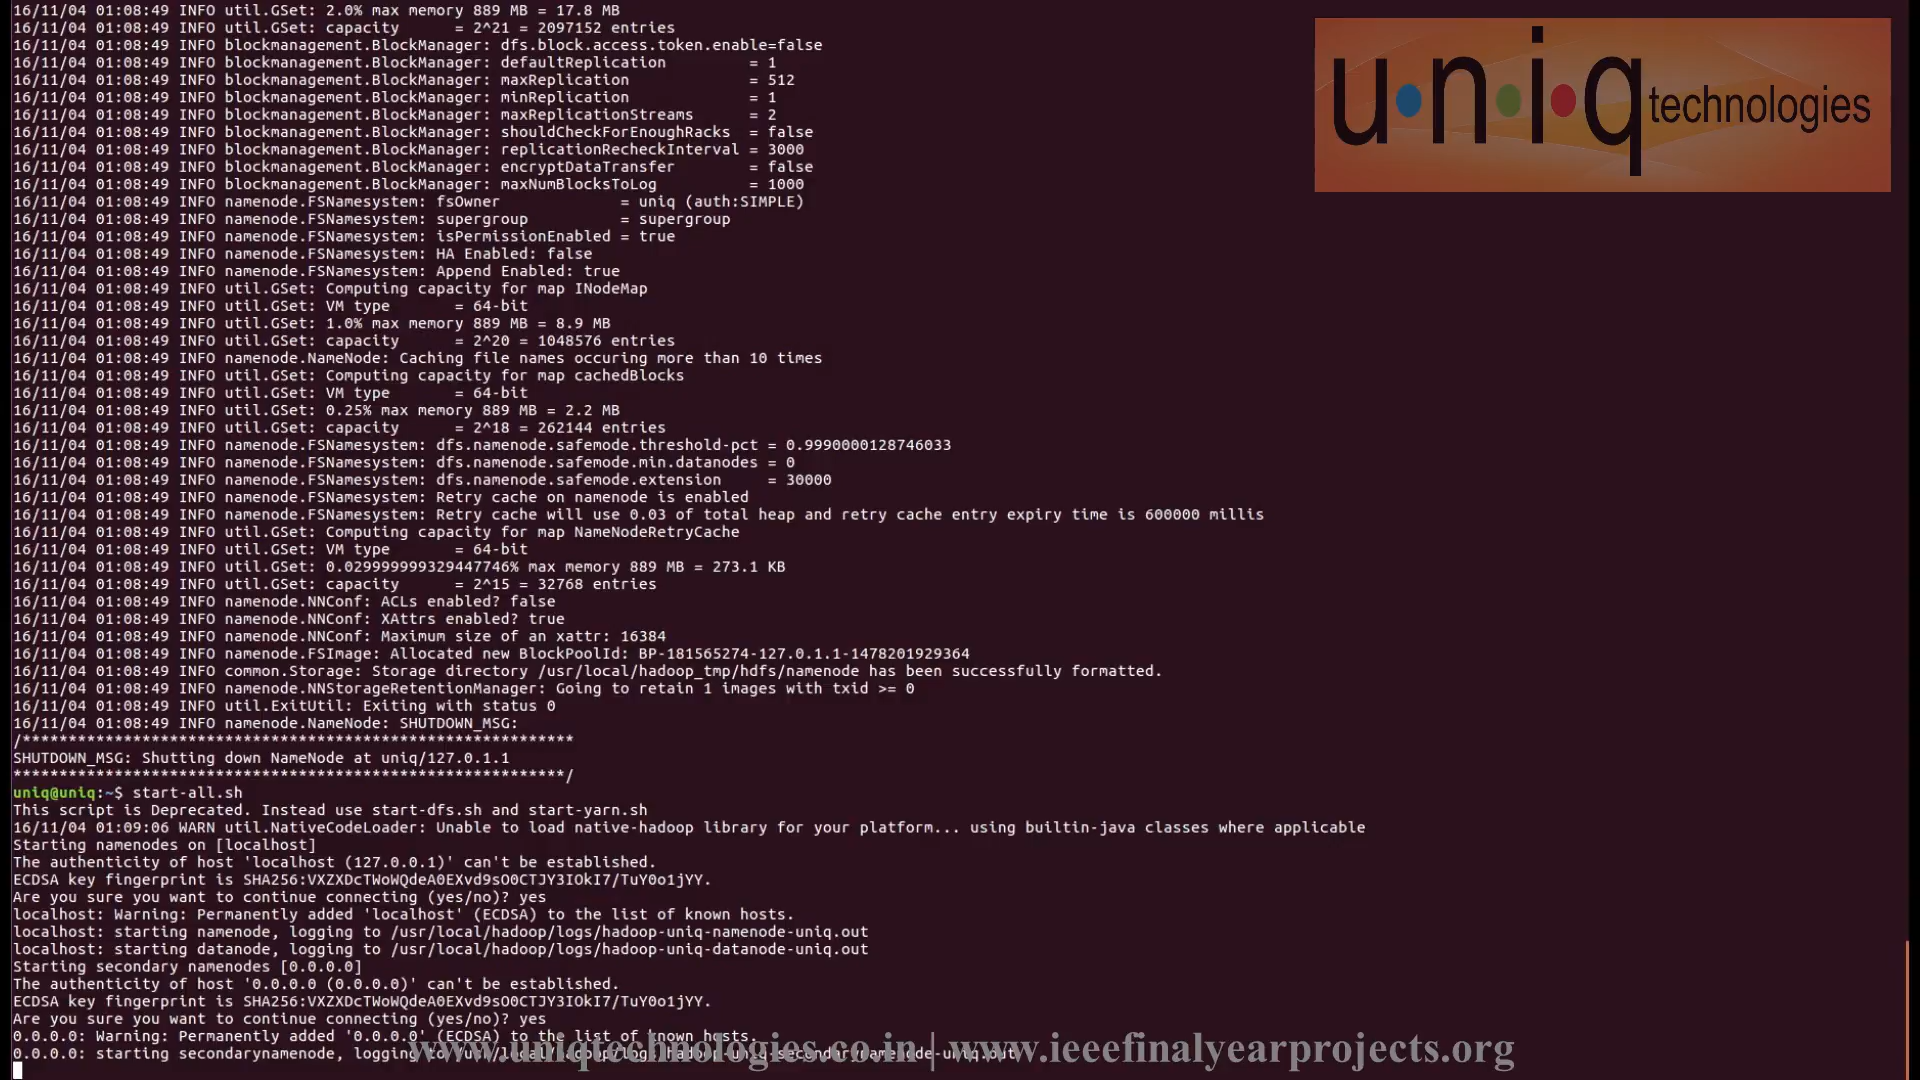 16/11/04 01:08:49 INFO util.GSet: 2.0% max memory 889 MB = 17.8 MB
16/11/04 01:08:49 INFO util.GSet: capacity      = 2^21 = 2097152 entries
16/11/04 01:08:49 INFO blockmanagement.BlockManager: dfs.block.access.token.enable=false
16/11/04 01:08:49 INFO blockmanagement.BlockManager: defaultReplication         = 1
16/11/04 01:08:49 INFO blockmanagement.BlockManager: maxReplication             = 512
16/11/04 01:08:49 INFO blockmanagement.BlockManager: minReplication             = 1
16/11/04 01:08:49 INFO blockmanagement.BlockManager: maxReplicationStreams      = 2
16/11/04 01:08:49 INFO blockmanagement.BlockManager: shouldCheckForEnoughRacks  = false
16/11/04 01:08:49 INFO blockmanagement.BlockManager: replicationRecheckInterval = 3000
16/11/04 01:08:49 INFO blockmanagement.BlockManager: encryptDataTransfer        = false
16/11/04 01:08:49 INFO blockmanagement.BlockManager: maxNumBlocksToLog          = 1000
16/11/04 01:08:49 INFO namenode.FSNamesystem: fsOwner             = uniq (auth:SIMPLE)
16/11/04 01:08:49 INFO namenode.FSNamesystem: supergroup          = supergroup
16/11/04 01:08:49 INFO namenode.FSNamesystem: isPermissionEnabled = true
16/11/04 01:08:49 INFO namenode.FSNamesystem: HA Enabled: false
16/11/04 01:08:49 INFO namenode.FSNamesystem: Append Enabled: true
16/11/04 01:08:49 INFO util.GSet: Computing capacity for map INodeMap
16/11/04 01:08:49 INFO util.GSet: VM type       = 64-bit
16/11/04 01:08:49 INFO util.GSet: 1.0% max memory 889 MB = 8.9 MB
16/11/04 01:08:49 INFO util.GSet: capacity      = 2^20 = 1048576 entries
16/11/04 01:08:49 INFO namenode.NameNode: Caching file names occuring more than 10 times
16/11/04 01:08:49 INFO util.GSet: Computing capacity for map cachedBlocks
16/11/04 01:08:49 INFO util.GSet: VM type       = 64-bit
16/11/04 01:08:49 INFO util.GSet: 0.25% max memory 889 MB = 2.2 MB
16/11/04 01:08:49 INFO util.GSet: capacity      = 2^18 = 262144 entries
16/11/04 01:08:49 INFO namenode.FSNamesystem: dfs.namenode.safemode.threshold-pct = 0.9990000128746033
16/11/04 01:08:49 INFO namenode.FSNamesystem: dfs.namenode.safemode.min.datanodes = 0
16/11/04 01:08:49 INFO namenode.FSNamesystem: dfs.namenode.safemode.extension     = 30000
16/11/04 01:08:49 INFO namenode.FSNamesystem: Retry cache on namenode is enabled
16/11/04 01:08:49 INFO namenode.FSNamesystem: Retry cache will use 0.03 of total heap and retry cache entry expiry time is 600000 millis
16/11/04 01:08:49 INFO util.GSet: Computing capacity for map NameNodeRetryCache
16/11/04 01:08:49 INFO util.GSet: VM type       = 64-bit
16/11/04 01:08:49 INFO util.GSet: 0.029999999329447746% max memory 889 MB = 273.1 KB
16/11/04 01:08:49 INFO util.GSet: capacity      = 2^15 = 32768 entries
16/11/04 01:08:49 INFO namenode.NNConf: ACLs enabled? false
16/11/04 01:08:49 INFO namenode.NNConf: XAttrs enabled? true
16/11/04 01:08:49 INFO namenode.NNConf: Maximum size of an xattr: 16384
16/11/04 01:08:49 INFO namenode.FSImage: Allocated new BlockPoolId: BP-181565274-127.0.1.1-1478201929364
16/11/04 01:08:49 INFO common.Storage: Storage directory /usr/local/hadoop_tmp/hdfs/namenode has been successfully formatted.
16/11/04 01:08:49 INFO namenode.NNStorageRetentionManager: Going to retain 1 images with txid >= 0
16/11/04 01:08:49 INFO util.ExitUtil: Exiting with status 0
16/11/04 01:08:49 INFO namenode.NameNode: SHUTDOWN_MSG:
/************************************************************
SHUTDOWN_MSG: Shutting down NameNode at uniq/127.0.1.1
************************************************************/
uniq@uniq:~$ start-all.sh
This script is Deprecated. Instead use start-dfs.sh and start-yarn.sh
16/11/04 01:09:06 WARN util.NativeCodeLoader: Unable to load native-hadoop library for your platform... using builtin-java classes where applicable
Starting namenodes on [localhost]
The authenticity of host 'localhost (127.0.0.1)' can't be established.
ECDSA key fingerprint is SHA256:VXZXDcTWoWQdeA0EXvd9sO0CTJY3IOkI7/TuY0o1jYY.
Are you sure you want to continue connecting (yes/no)? yes
localhost: Warning: Permanently added 'localhost' (ECDSA) to the list of known hosts.
localhost: starting namenode, logging to /usr/local/hadoop/logs/hadoop-uniq-namenode-uniq.out
localhost: starting datanode, logging to /usr/local/hadoop/logs/hadoop-uniq-datanode-uniq.out
Starting secondary namenodes [0.0.0.0]
The authenticity of host '0.0.0.0 (0.0.0.0)' can't be established.
ECDSA key fingerprint is SHA256:VXZXDcTWoWQdeA0EXvd9sO0CTJY3IOkI7/TuY0o1jYY.
Are you sure you want to continue connecting (yes/no)? yes
0.0.0.0: Warning: Permanently added '0.0.0.0' (ECDSA) to the list of known hosts.
0.0.0.0: starting secondarynamenode, logging to /usr/local/hadoop/logs/hadoop-uniq-secondarynamenode-uniq.out
uniq technologies
www.uniqtechnologies.co.in | www.ieeefinalyearprojects.org